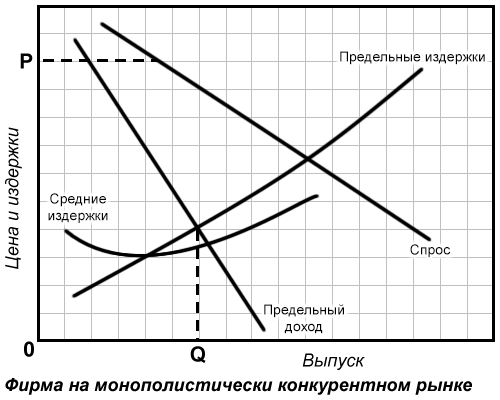 P
Предельные издержки
Цена и издержки
Средние
издержки
Спрос
Предельный
доход
0
Q
Выпуск
Фирма на монополистически конкурентном рынке